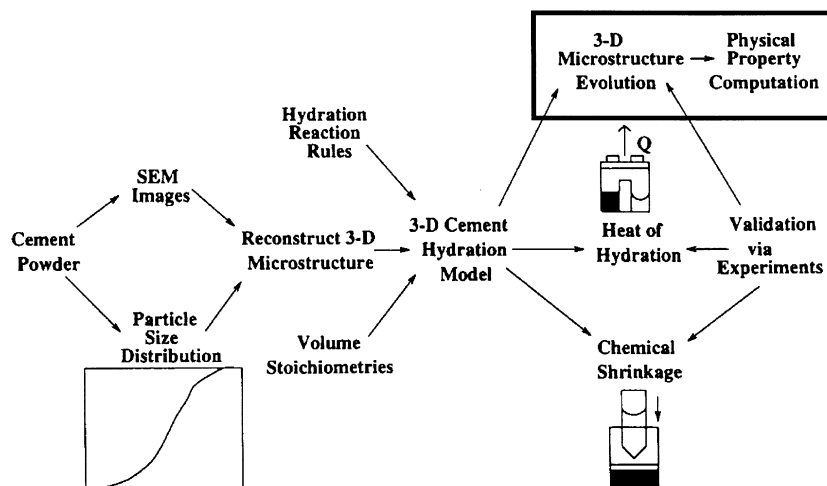 3-D
Microstructure
Evolution
Physical
Property
Computation
Hydration
Reaction
Rules
Q
SEM
Images
Cement
Powder
Reconstruct 3-D
Microstructure
3-D Cement
Hydration
Model
Heat of
Hydration
Validation
via
Experiments
Particle
Size
Distribution
Volume
Stoichiometries
Chemical
Shrinkage